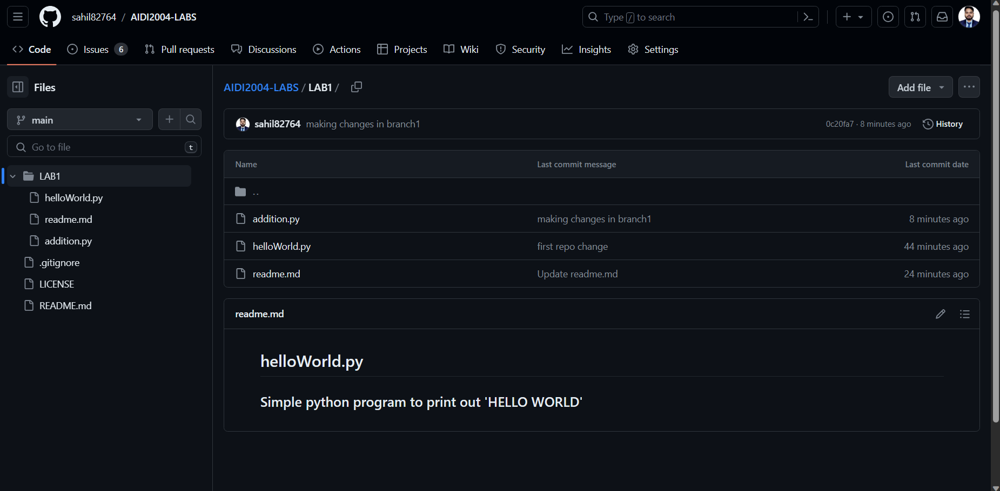 sahil82764 / AIDI2004-LABS
Type / to search
Code
Issues 6
Pull requests
Discussions
Actions
Projects
Wiki
Security
Insights
Settings
Files
main
Go to file
t
LAB1
helloWorld.py
readme.md
addition.py
.gitignore
LICENSE
README.md
AIDI2004-LABS / LAB1 /
Add file
sahil82764 making changes in branch1
0c20fa7 · 8 minutes ago
History
Name Last commit message Last commit date
..
addition.py making changes in branch1 8 minutes ago
helloWorld.py first repo change 44 minutes ago
readme.md Update readme.md 24 minutes ago
readme.md
helloWorld.py
Simple python program to print out 'HELLO WORLD'